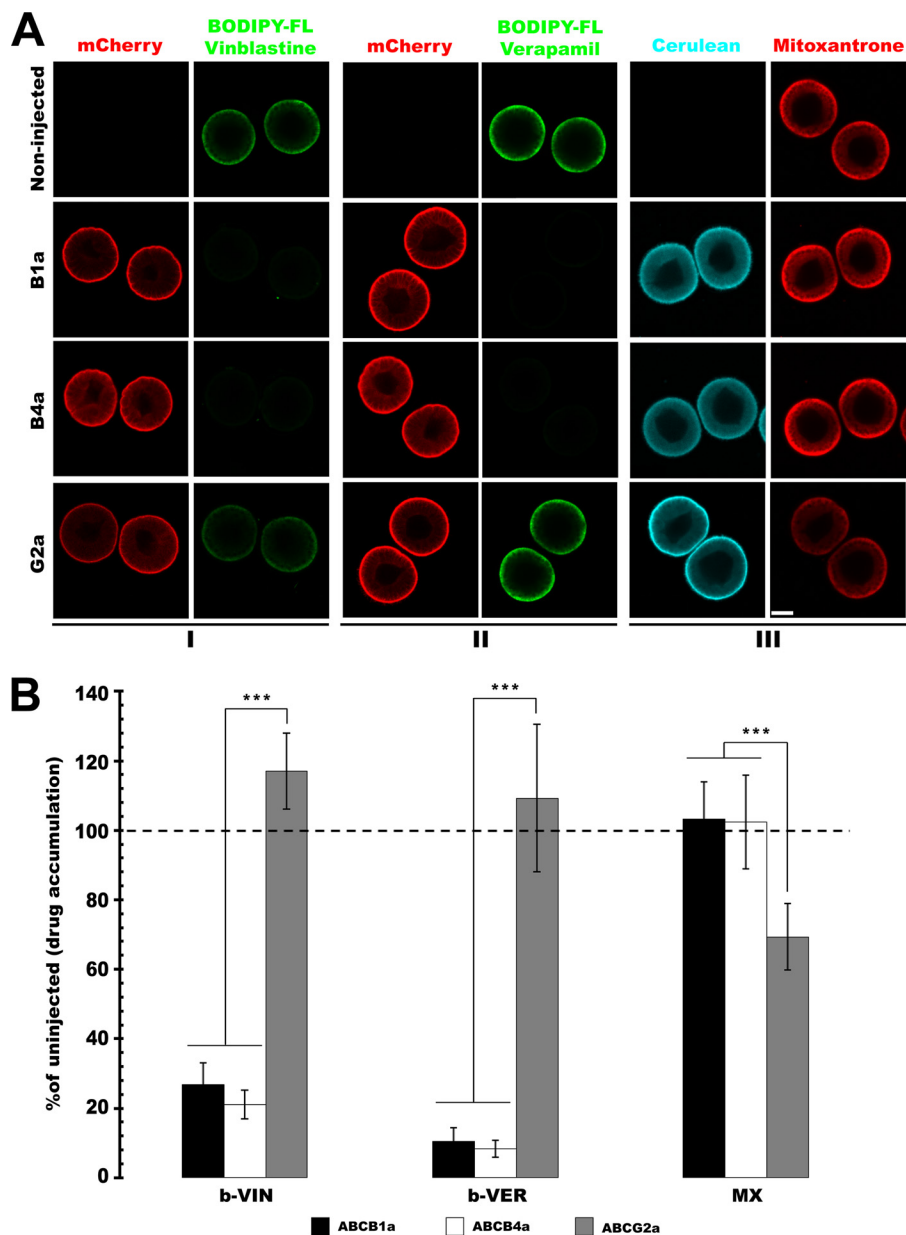 A
mCherry
BODIPY-FL
Vinblastine
mCherry
BODIPY-FL
Verapamil
Cerulean
Mitoxantrone
Non-injected
B1a
B4a
G2a
I
II
III
B
%of uninjected (drug accumulation)
140
120
100
80
60
40
20
0
***
***
***
b-VIN
b-VER
MX
ABCB1a
ABCB4a
ABCG2a